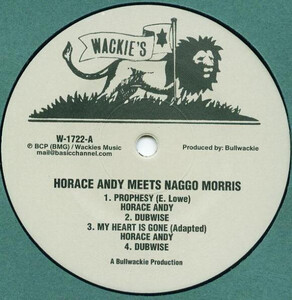 WACKIE'S
W-1722-A
℗ BCP (BMG) / Wackies Music
mail@basicchannel.com
Produced by: Bullwackie
HORACE ANDY MEETS NAGGO MORRIS
1. PROPHESY (E. Lowe)
HORACE ANDY
2. DUBWISE
3. MY HEART IS GONE (Adapted)
HORACE ANDY
4. DUBWISE
A Bullwackie Production